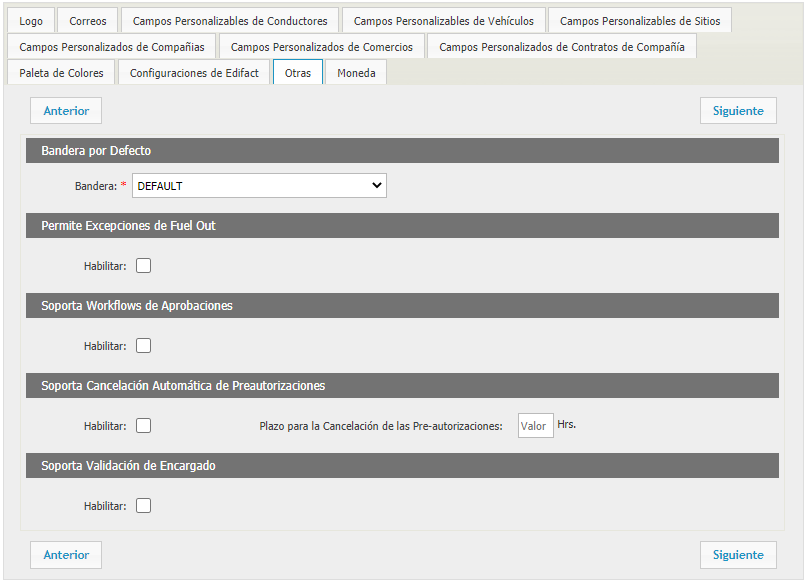 Logo Correos Campos Personalizables de Conductores Campos Personalizables de Vehículos Campos Personalizables de Sitios
Campos Personalizados de Compañias Campos Personalizados de Comercios Campos Personalizados de Contratos de Compañía
Paleta de Colores Configuraciones de Edifact Otras Moneda
Anterior Siguiente
Bandera por Defecto
Bandera: * DEFAULT
Permite Excepciones de Fuel Out
Habilitar:
Soporta Workflows de Aprobaciones
Habilitar:
Soporta Cancelación Automática de Preautorizaciones
Habilitar: Plazo para la Cancelación de las Pre-autorizaciones: Valor Hrs.
Soporta Validación de Encargado
Habilitar:
Anterior Siguiente